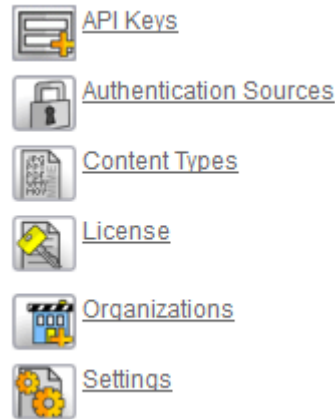 API Keys
Authentication Sources
Content Types
License
Organizations
Settings